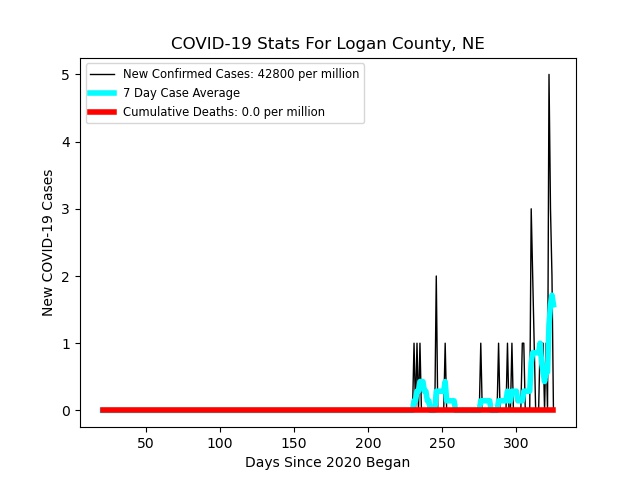 COVID-19 Stats For Logan County, NE
New Confirmed Cases: 42800 per million
7 Day Case Average
Cumulative Deaths: 0.0 per million
New COVID-19 Cases
5
4
3
2
1
0
50 100 150 200 250 300
Days Since 2020 Began